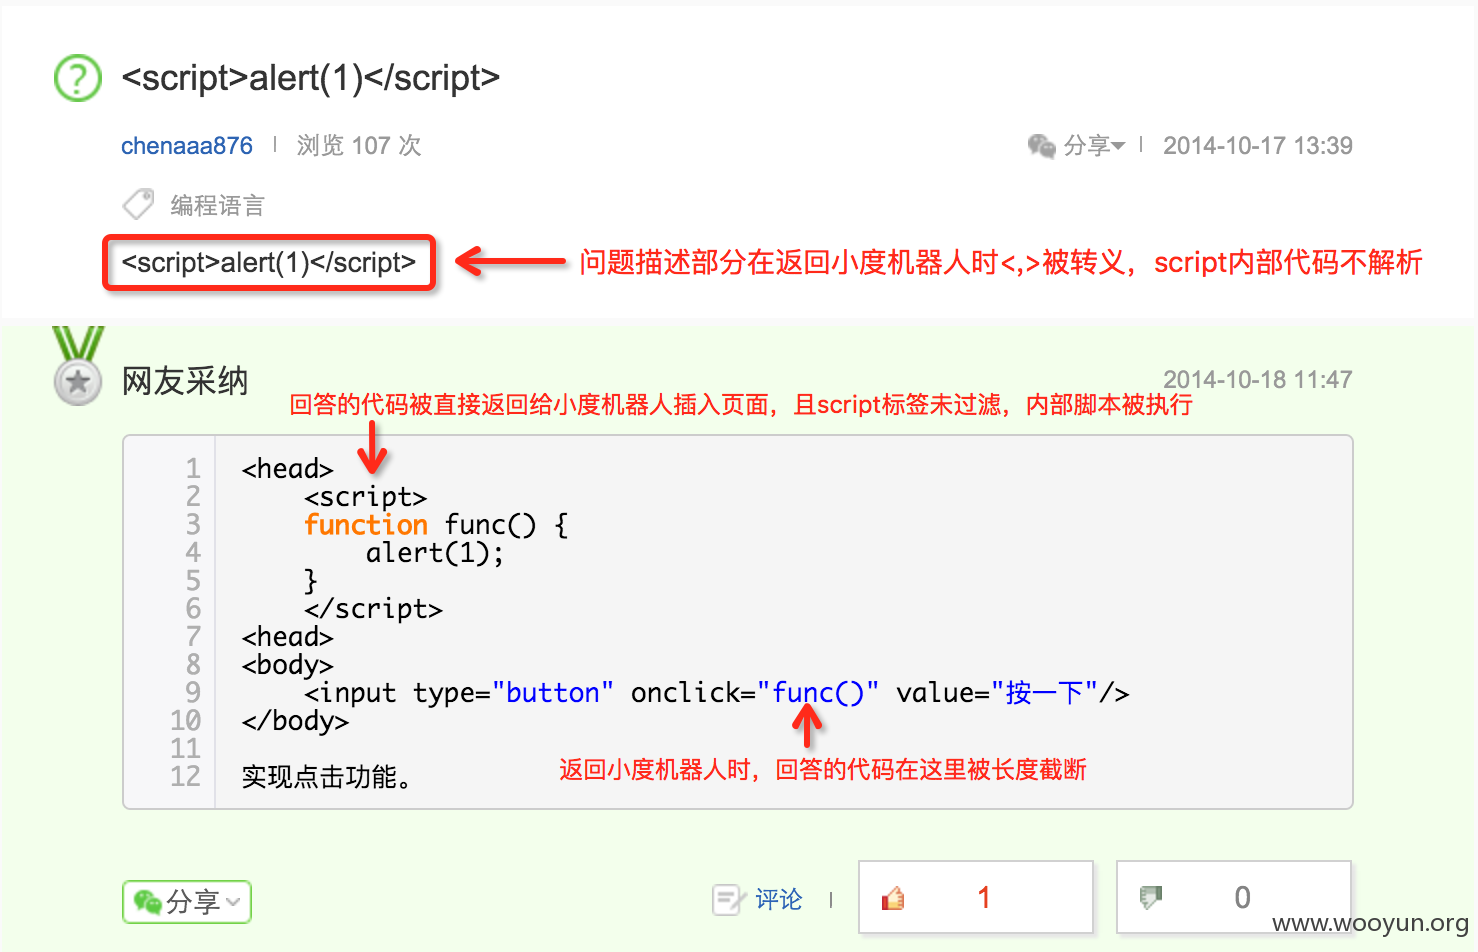 <script>alert(1)</script>
chenaaa876 | 浏览 107 次 分享 | 2014-10-17 13:39
编程语言
<script>alert(1)</script> 问题描述部分在返回小度机器人时<,>被转义，script内部代码不解析
网友采纳 2014-10-18 11:47
回答的代码被直接返回给小度机器人插入页面，且script标签未过滤，内部脚本被执行
1 <head>
2     <script>
3     function func() {
4         alert(1);
5     }
6     </script>
7 <head>
8 <body>
9     <input type="button" onclick="func()" value="按一下"/>
10 </body>
11
12 实现点击功能。
返回小度机器人时，回答的代码在这里被长度截断
分享 评论 | 1 0
www.wooyun.org